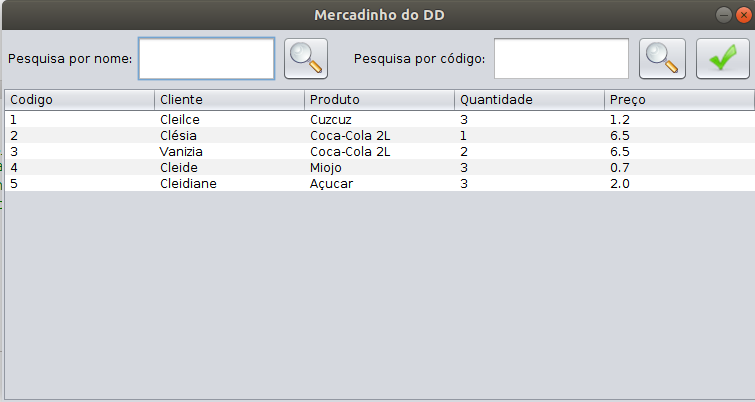 Mercadinho do DD
Pesquisa por nome: Pesquisa por código:
Codigo Cliente Produto Quantidade Preço
1 Cleilce Cuzcuz 3 1.2
2 Clésia Coca-Cola 2L 1 6.5
3 Vanizia Coca-Cola 2L 2 6.5
4 Cleide Miojo 3 0.7
5 Cleidiane Açucar 3 2.0